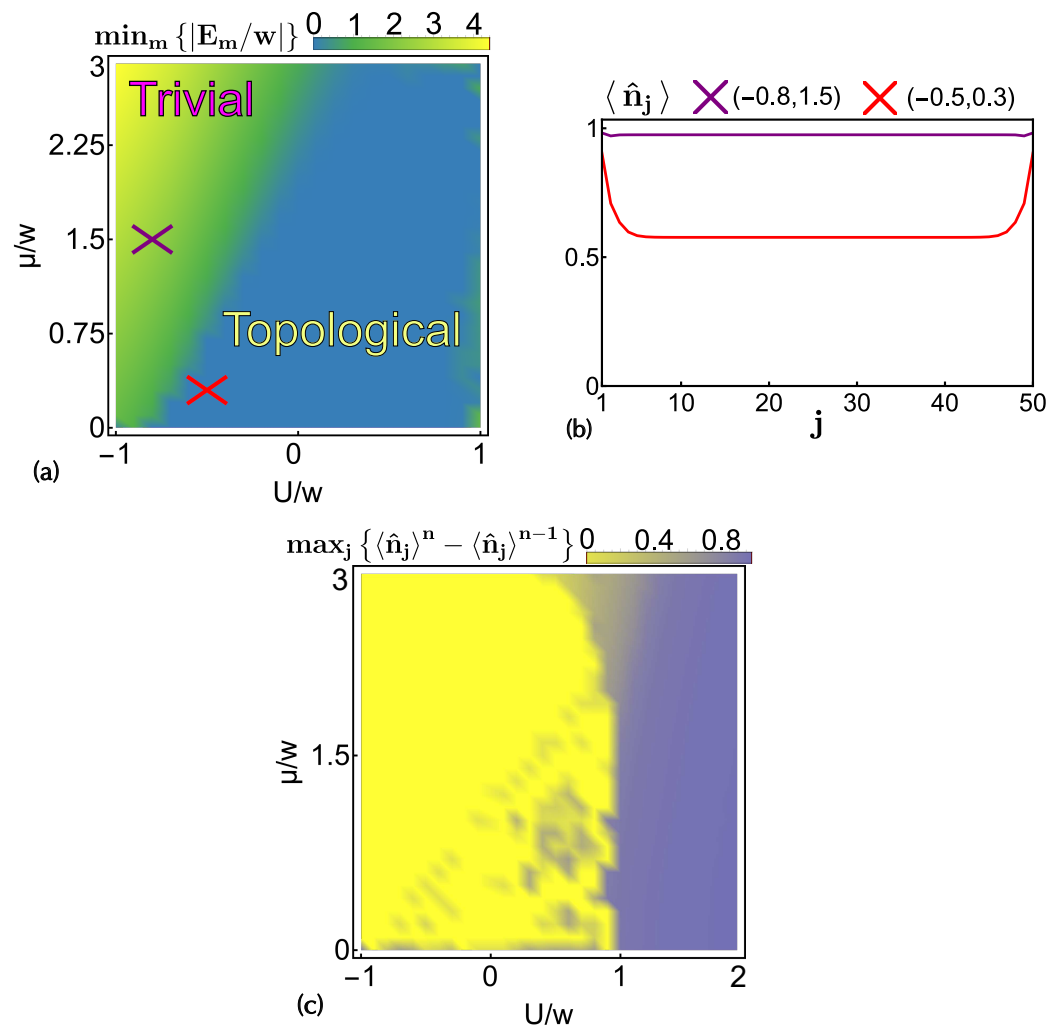 min_m {|E_m/w|} 0 1 2 3 4
3
2.25
1.5
0.75
0
μ/w
Trivial
Topological
−1 0 1
U/w
(a)
⟨ n̂_j ⟩ (-0.8,1.5) (-0.5,0.3)
1
0.5
0
1 10 20 30 40 50
j
(b)
max_j {⟨n̂_j⟩^n − ⟨n̂_j⟩^{n−1}} 0 0.4 0.8
3
1.5
0
μ/w
−1 0 1 2
U/w
(c)